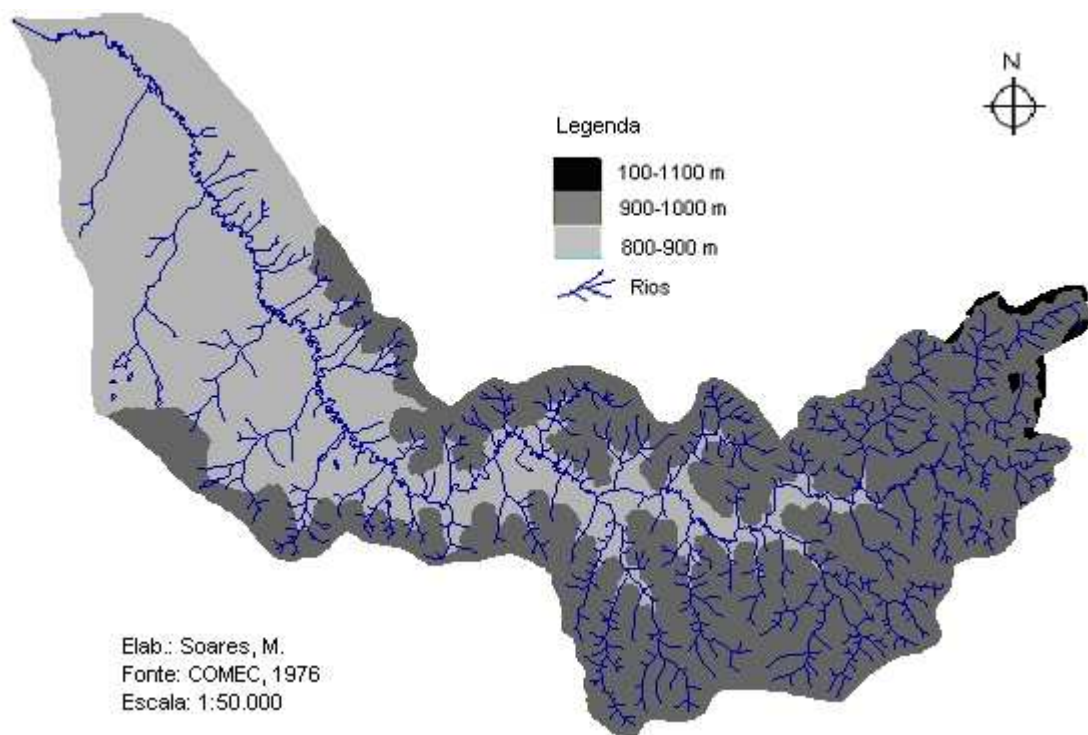 N
Legenda
100-1100 m
900-1000 m
800-900 m
Rios
Elab.: Soares, M.
Fonte: COMEC, 1976
Escala: 1:50.000